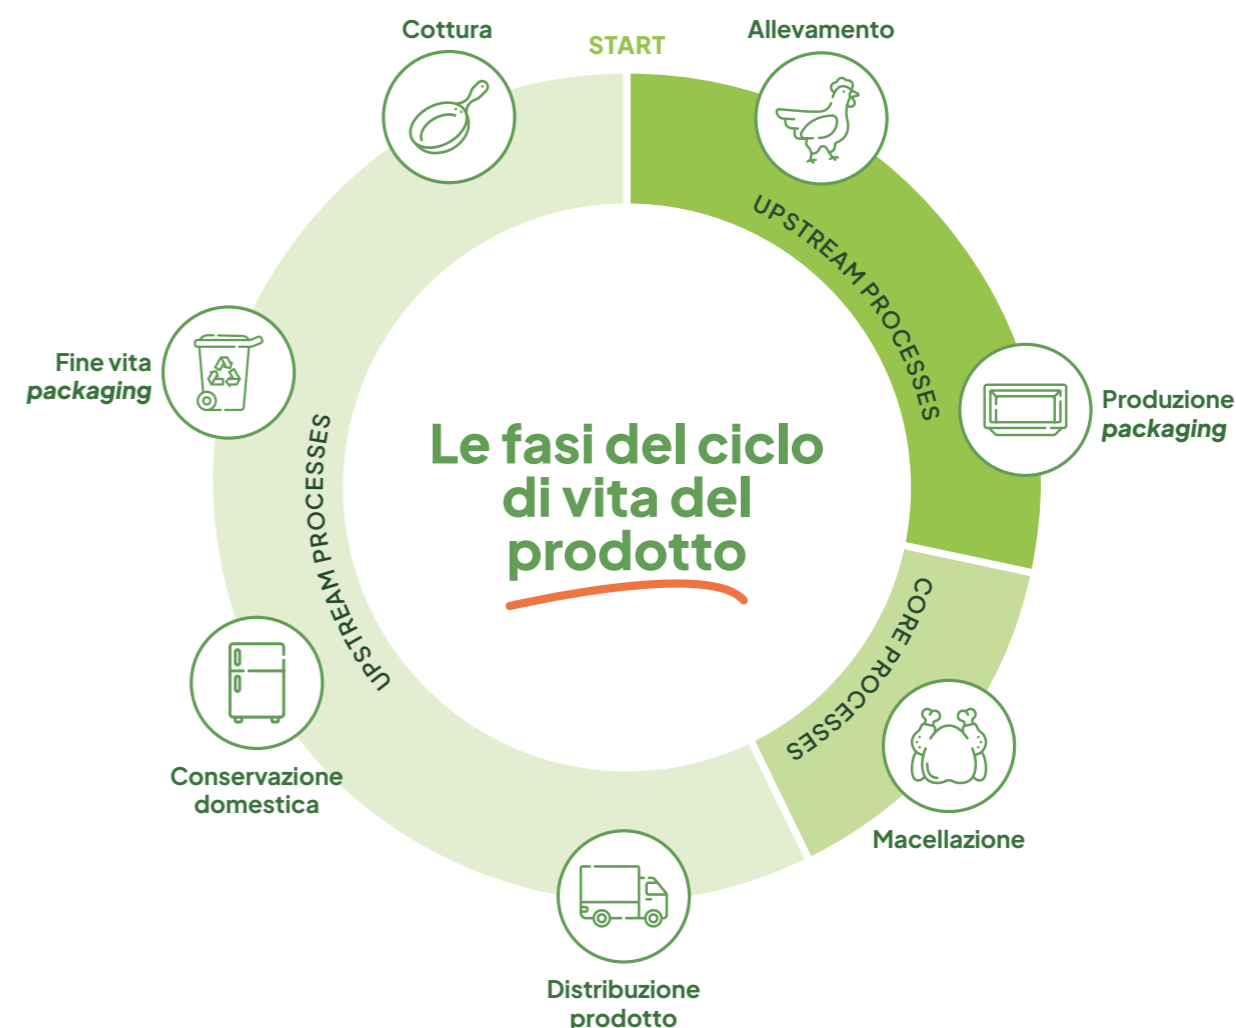 Cottura
START
Allevamento
UPSTREAM PROCESSES
Fine vita
packaging
Produzione
packaging
Le fasi del ciclo
di vita del
prodotto
UPSTREAM PROCESSES
CORE PROCESSES
Conservazione
domestica
Macellazione
Distribuzione
prodotto